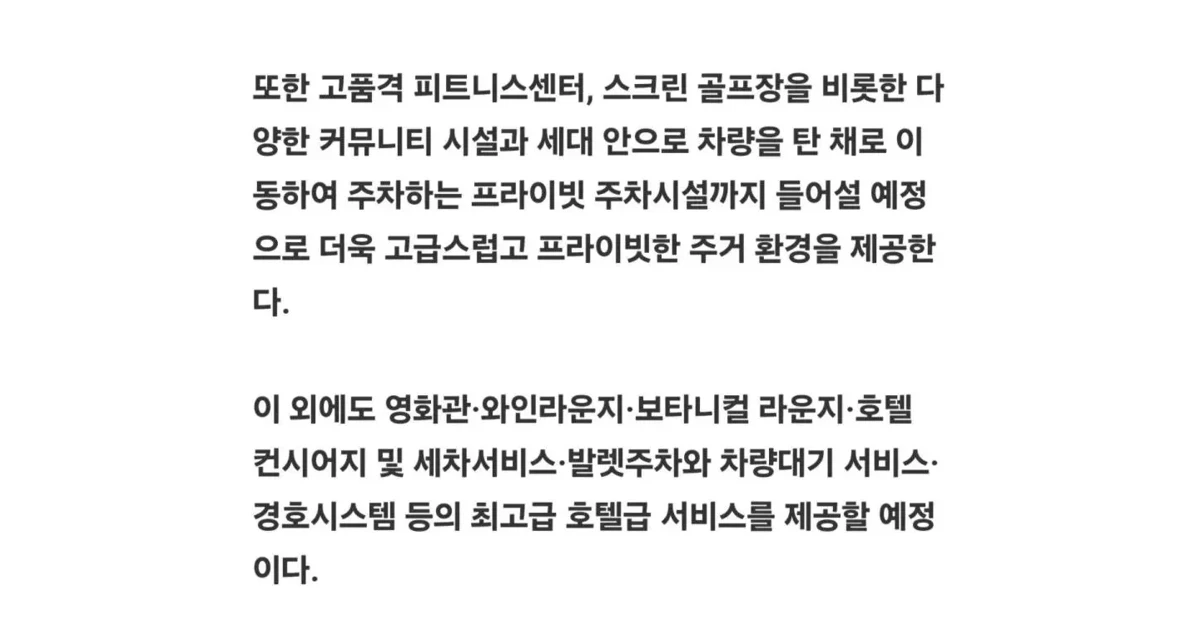 또한 고품격 피트니스센터, 스크린 골프장을 비롯한 다
양한 커뮤니티 시설과 세대 안으로 차량을 탄 채로 이
동하여 주차하는 프라이빗 주차시설까지 들어설 예정
으로 더욱 고급스럽고 프라이빗한 주거 환경을 제공한
다.
이 외에도 영화관·와인라운지·보타니컬 라운지·호텔
컨시어지 및 세차서비스·발렛주차와 차량대기 서비스·
경호시스템 등의 최고급 호텔급 서비스를 제공할 예정
이다.